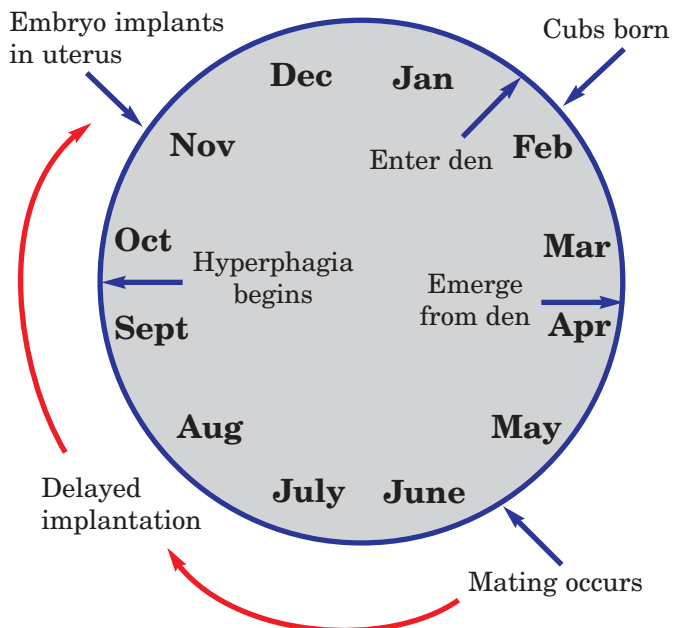 Embryo implants
in uterus
Cubs born
Dec
Jan
Nov
Enter den
Feb
Oct
Mar
Hyperphagia
begins
Emerge
from den
Sept
Apr
Aug
May
July
June
Delayed
implantation
Mating occurs